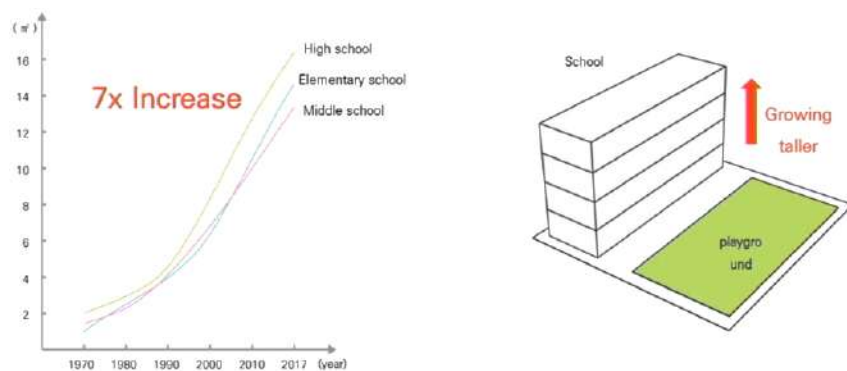 (㎡)
16
14
12
10
8
6
4
2
7x Increase
High school
Elementary school
Middle school
1970 1980 1990 2000 2010 2017 (year)
School
Growing
taller
playgro
und